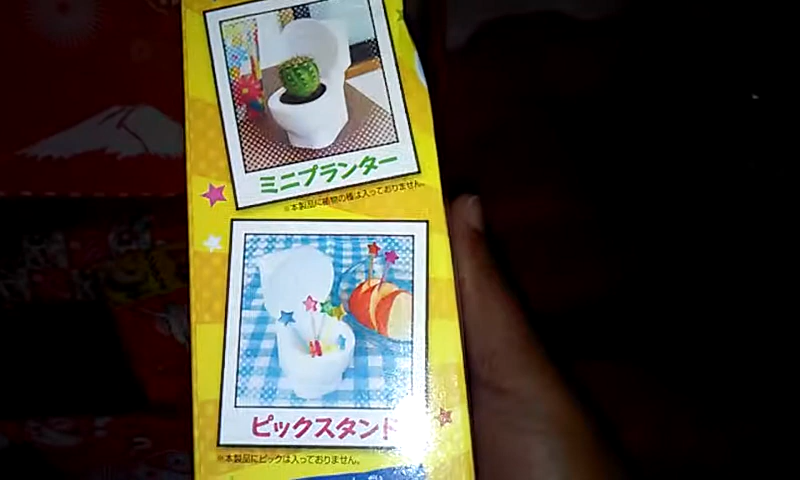 ミニプランター
※本製品に植物の種は入っておりません。
ピックスタンド
※本製品にピックは入っておりません。